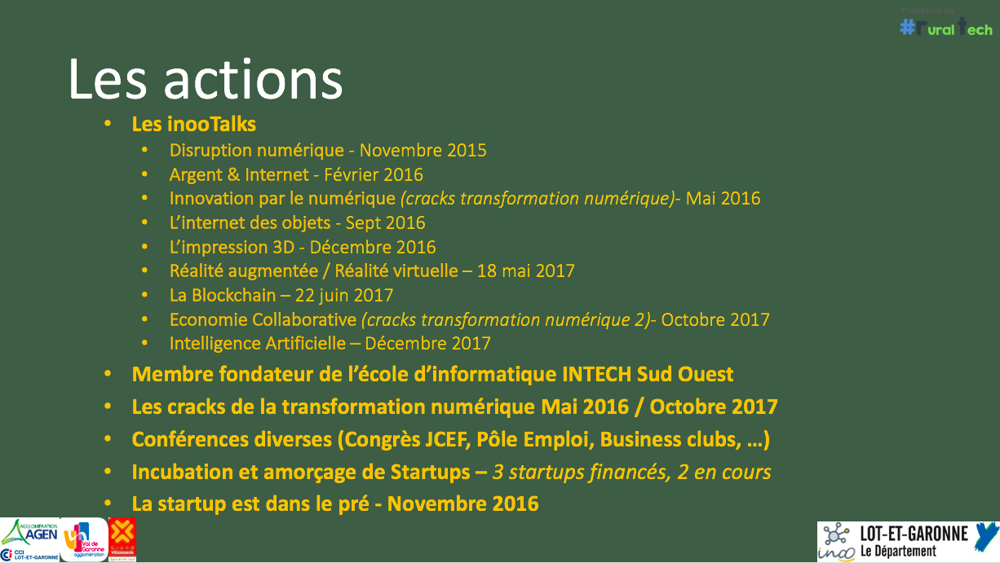 Powered by
#ruraltech
Les actions
• Les inooTalks
• Disruption numérique - Novembre 2015
• Argent & Internet - Février 2016
• Innovation par le numérique (cracks transformation numérique)- Mai 2016
• L'internet des objets - Sept 2016
• L'impression 3D - Décembre 2016
• Réalité augmentée / Réalité virtuelle – 18 mai 2017
• La Blockchain – 22 juin 2017
• Economie Collaborative (cracks transformation numérique 2)- Octobre 2017
• Intelligence Artificielle – Décembre 2017
• Membre fondateur de l'école d'informatique INTECH Sud Ouest
• Les cracks de la transformation numérique Mai 2016 / Octobre 2017
• Conférences diverses (Congrès JCEF, Pôle Emploi, Business clubs, …)
• Incubation et amorçage de Startups – 3 startups financés, 2 en cours
• La startup est dans le pré - Novembre 2016
AGGLOMÉRATION
AGEN
CCI LOT-ET-GARONNE
Val de
Garonne
agglomération
Grand
Villeneuvois
inoo
LOT-ET-GARONNE
Le Département